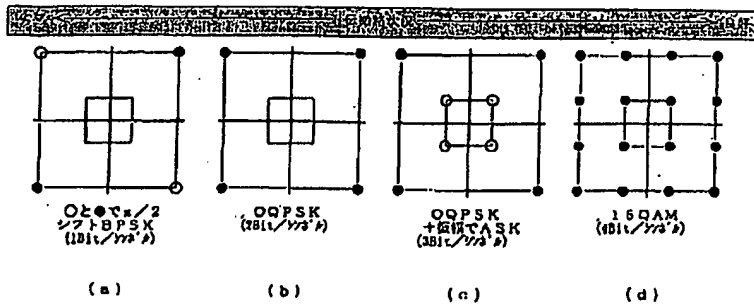 ○と●でπ/2
シフトBPSK
(1Bit/シンボル)
OQPSK
(2Bit/シンボル)
OQPSK
+振幅でASK
(3Bit/シンボル)
16QAM
(4Bit/シンボル)
(a)
(b)
(c)
(d)